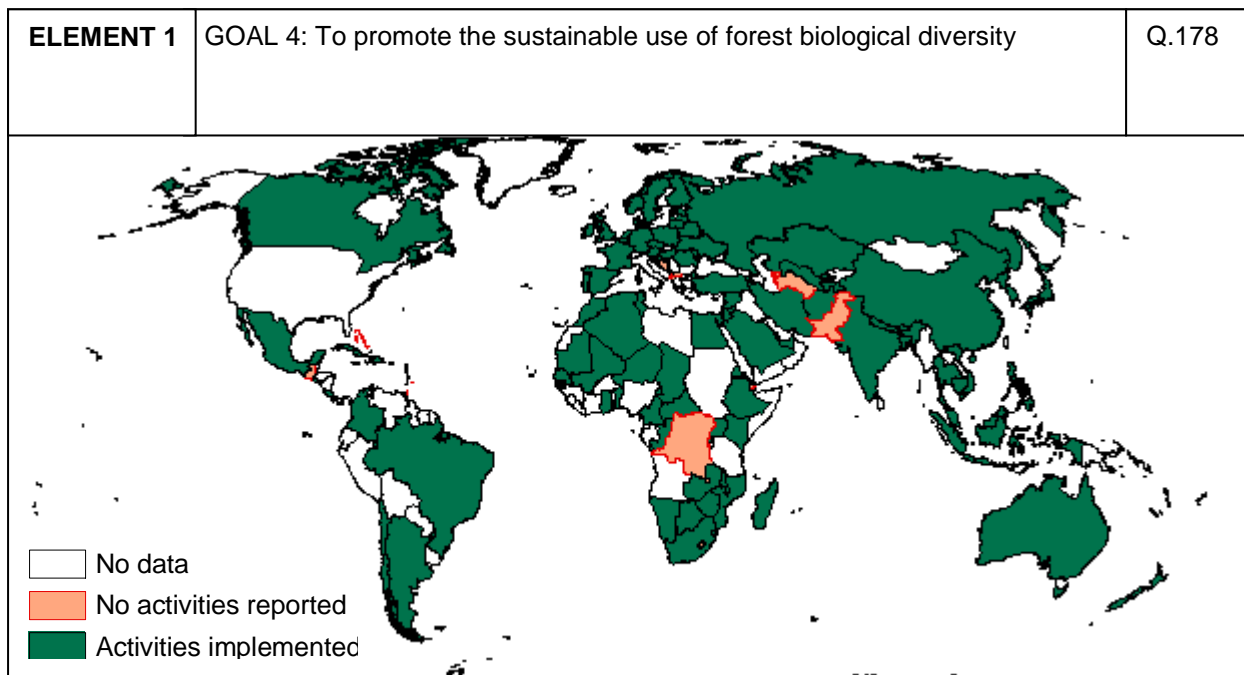 ELEMENT 1
GOAL 4: To promote the sustainable use of forest biological diversity
Q.178
No data
No activities reported
Activities implemented